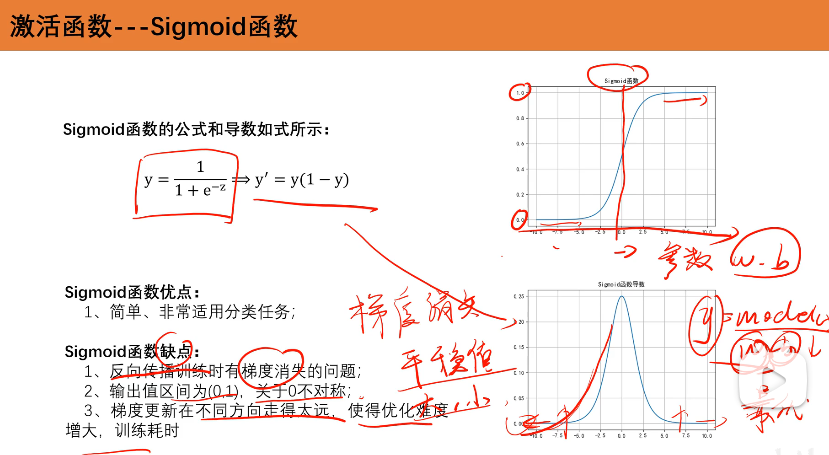 激活函数---Sigmoid函数
Sigmoid函数的公式和导数如式所示：
y = 1 / (1 + e^{-z}) ⟹ y′ = y(1 − y)
Sigmoid函数优点：
1、简单、非常适用分类任务；
Sigmoid函数缺点：
1、反向传播训练时有梯度消失的问题；
2、输出值区间为(0,1)，关于0不对称；
3、梯度更新在不同方向走得太远，使得优化难度
增大，训练耗时
Sigmoid函数
1.0
0.8
0.6
0.4
0.2
0.0
-10.0 -7.5 -5.0 -2.5 0.0 2.5 5.0 7.5 10.0
→ 参数 w.b
Sigmoid函数导数
0.25
0.20
0.15
0.10
0.05
0.00
-10.0 -7.5 -5.0 -2.5 0.0 2.5 5.0 7.5 10.0
梯度消失
平稳值
y = model